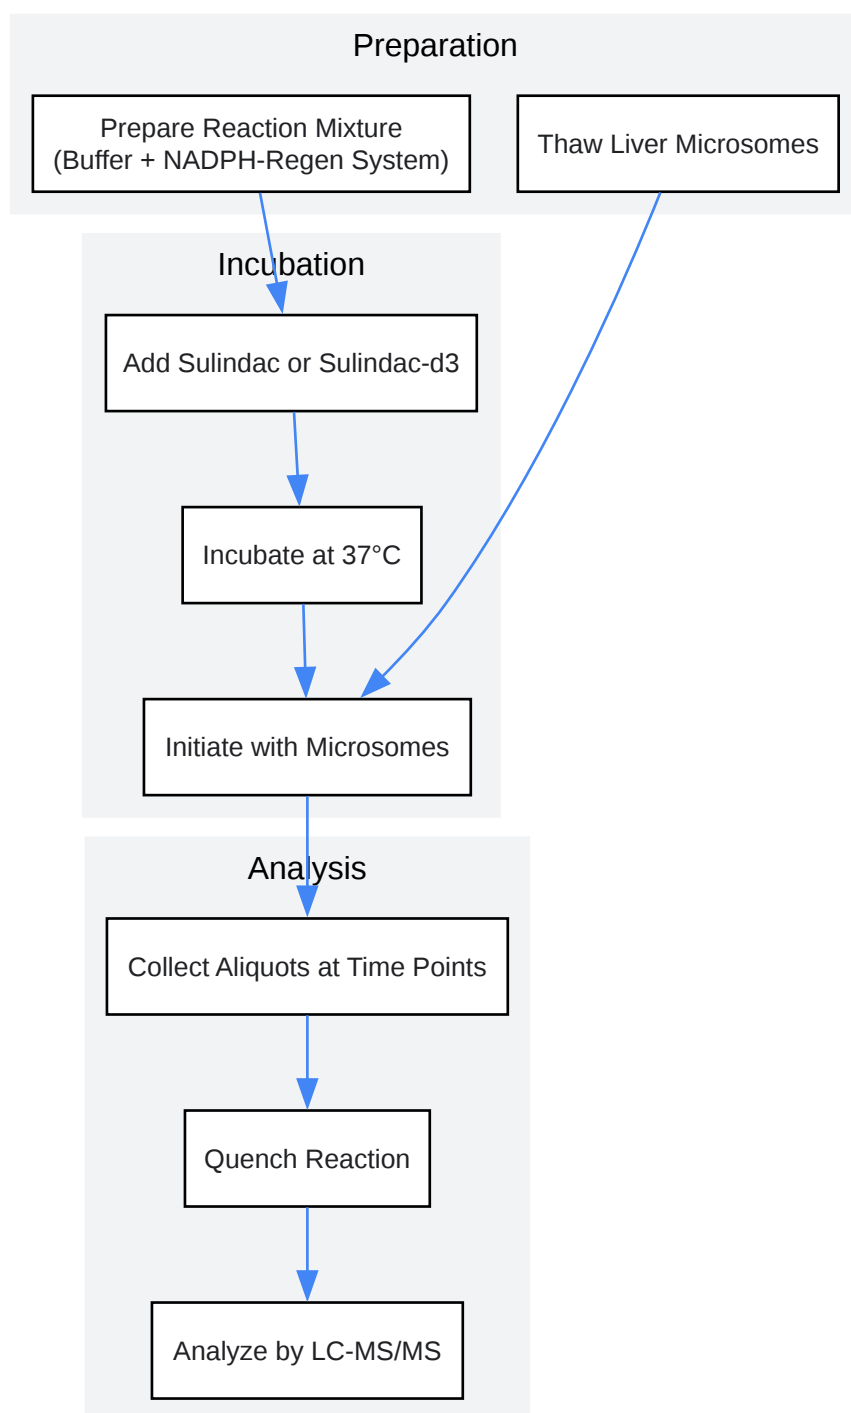 Preparation
Prepare Reaction Mixture
(Buffer + NADPH-Regen System)
Thaw Liver Microsomes
Incubation
Add Sulindac or Sulindac-d3
Incubate at 37°C
Initiate with Microsomes
Analysis
Collect Aliquots at Time Points
Quench Reaction
Analyze by LC-MS/MS